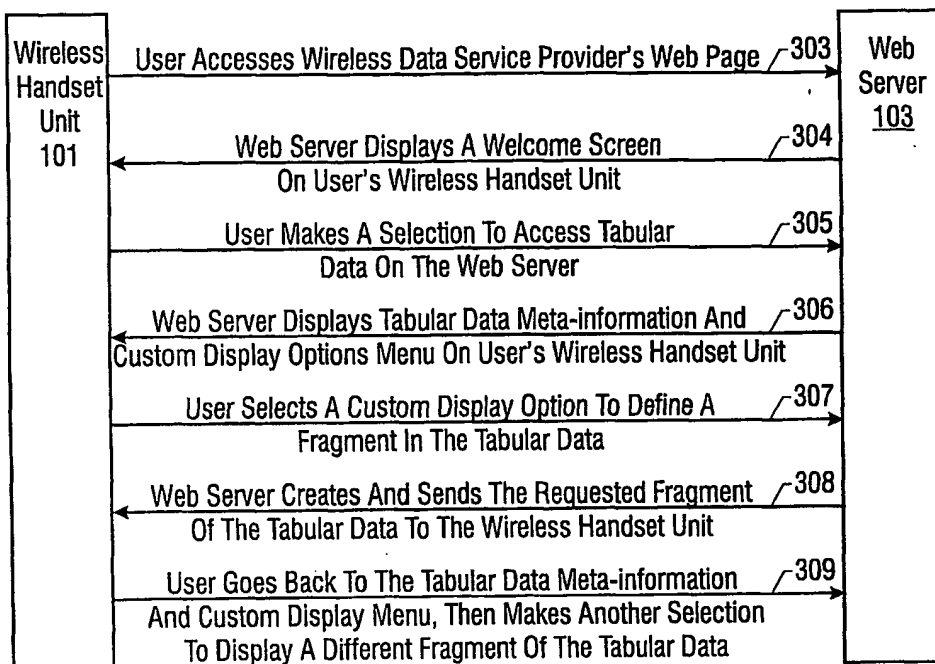 Wireless
Handset
Unit
101
Web
Server
103
User Accesses Wireless Data Service Provider's Web Page 303
Web Server Displays A Welcome Screen 304
On User's Wireless Handset Unit
User Makes A Selection To Access Tabular 305
Data On The Web Server
Web Server Displays Tabular Data Meta-information And 306
Custom Display Options Menu On User's Wireless Handset Unit
User Selects A Custom Display Option To Define A 307
Fragment In The Tabular Data
Web Server Creates And Sends The Requested Fragment 308
Of The Tabular Data To The Wireless Handset Unit
User Goes Back To The Tabular Data Meta-information 309
And Custom Display Menu, Then Makes Another Selection
To Display A Different Fragment Of The Tabular Data